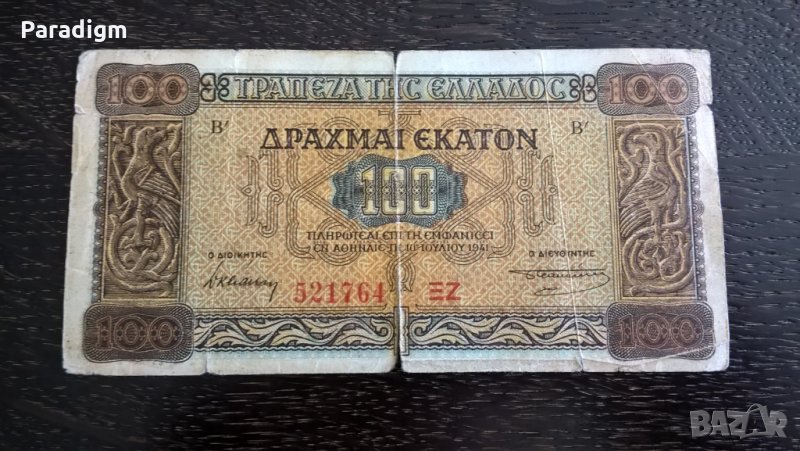 Paradigm
100 ΤΡΑΠΕΖΑ ΤΗΣ ΕΛΛΑΔΟΣ 100
Β′ ΔΡΑΧΜΑΙ ΕΚΑΤΟΝ Β′
100
ΠΛΗΡΩΤΕΑΙ ΕΠΙ ΤΗ ΕΜΦΑΝΙΣΕΙ
ΕΝ ΑΘΗΝΑΙΣ ΤΗ 10 ΙΟΥΛΙΟΥ 1941
Ο ΔΙΟΙΚΗΤΗΣ Ο ΔΙΕΥΘΥΝΤΗΣ
521764 ΞΖ
100 100
BAZAR